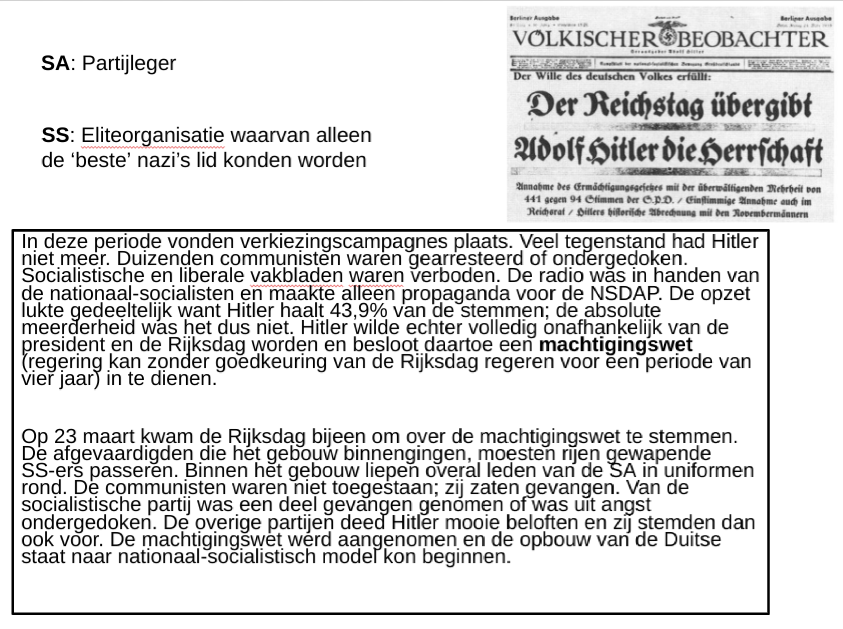 SA: Partijleger
SS: Eliteorganisatie waarvan alleen
de ‘beste’ nazi’s lid konden worden
Berliner Ausgabe
Berliner Ausgabe
VÖLKISCHER BEOBACHTER
Der Wille des deutschen Volkes erfüllt:
Der Reichstag übergibt
Adolf Hitler die Herrschaft
Annahme des Ermächtigungsgesetzes mit der überwältigenden Mehrheit von
441 gegen 94 Stimmen der S.P.D. / Einstimmige Annahme auch im
Reichsrat / Hitlers historische Abrechnung mit den Novembermännern
In deze periode vonden verkiezingscampagnes plaats. Veel tegenstand had Hitler
niet meer. Duizenden communisten waren gearresteerd of ondergedoken.
Socialistische en liberale vakbladen waren verboden. De radio was in handen van
de nationaal-socialisten en maakte alleen propaganda voor de NSDAP. De opzet
lukte gedeeltelijk want Hitler haalt 43,9% van de stemmen; de absolute
meerderheid was het dus niet. Hitler wilde echter volledig onafhankelijk van de
president en de Rijksdag worden en besloot daartoe een machtigingswet
(regering kan zonder goedkeuring van de Rijksdag regeren voor een periode van
vier jaar) in te dienen.
Op 23 maart kwam de Rijksdag bijeen om over de machtigingswet te stemmen.
De afgevaardigden die het gebouw binnengingen, moesten rijen gewapende
SS-ers passeren. Binnen het gebouw liepen overal leden van de SA in uniformen
rond. De communisten waren niet toegestaan; zij zaten gevangen. Van de
socialistische partij was een deel gevangen genomen of was uit angst
ondergedoken. De overige partijen deed Hitler mooie beloften en zij stemden dan
ook voor. De machtigingswet werd aangenomen en de opbouw van de Duitse
staat naar nationaal-socialistisch model kon beginnen.